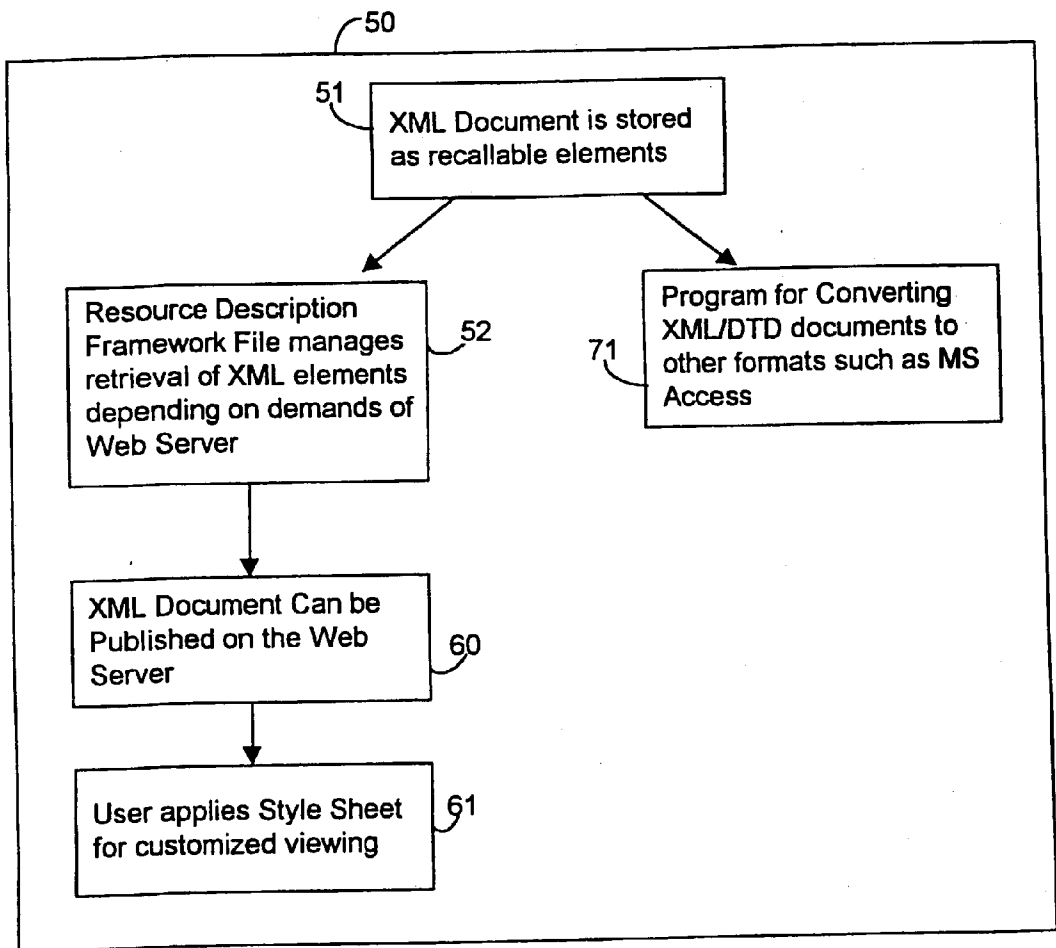 50
51
XML Document is stored
as recallable elements
Resource Description
Framework File manages
retrieval of XML elements
depending on demands of
Web Server
52
71
Program for Converting
XML/DTD documents to
other formats such as MS
Access
XML Document Can be
Published on the Web
Server
60
User applies Style Sheet
for customized viewing
61